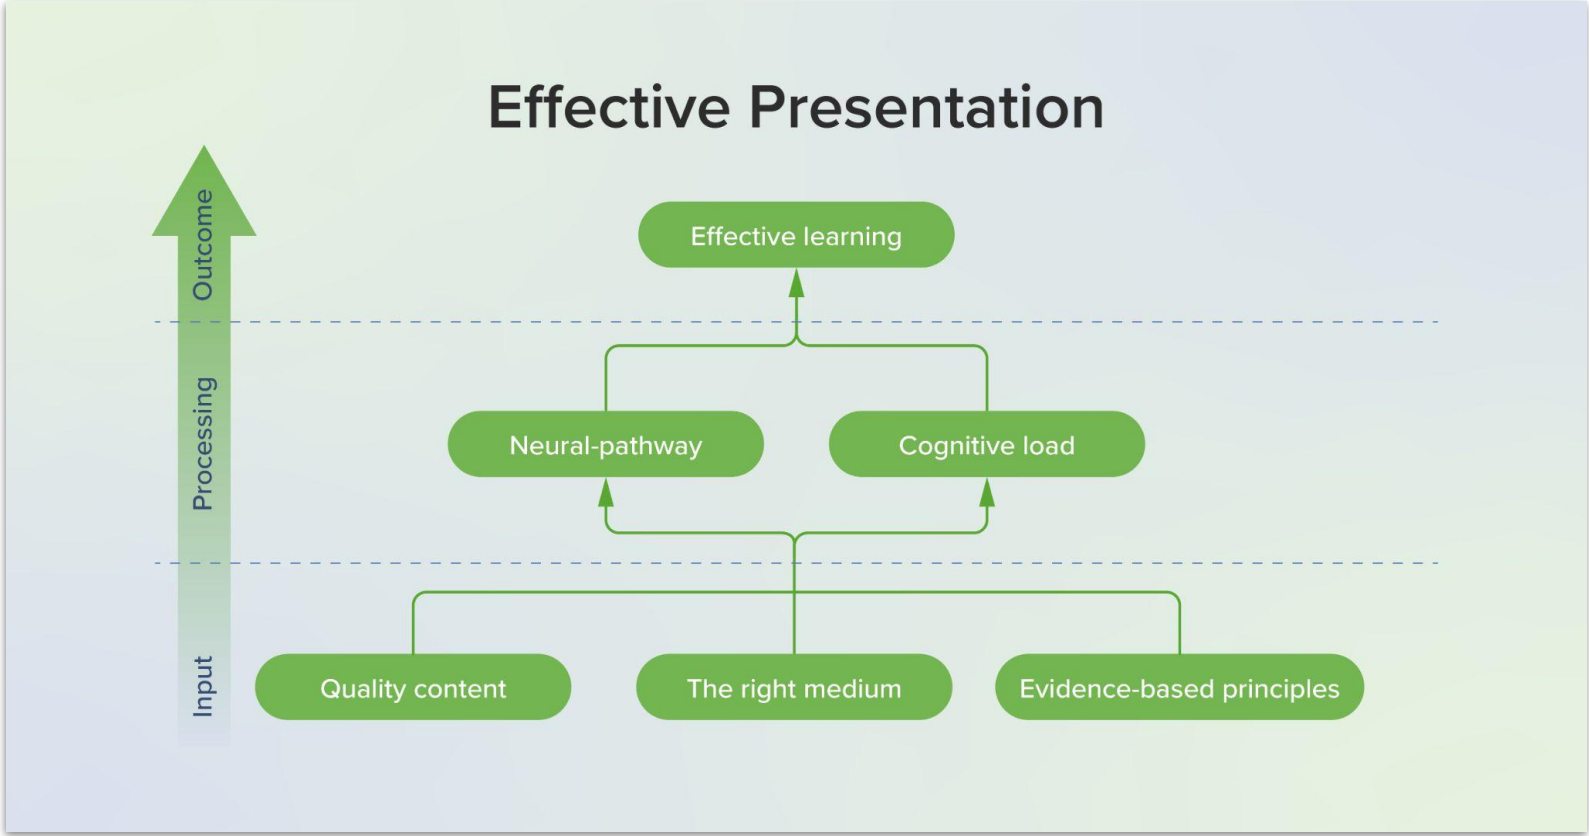 Effective Presentation
Outcome
Effective learning
Processing
Neural-pathway
Cognitive load
Input
Quality content
The right medium
Evidence-based principles